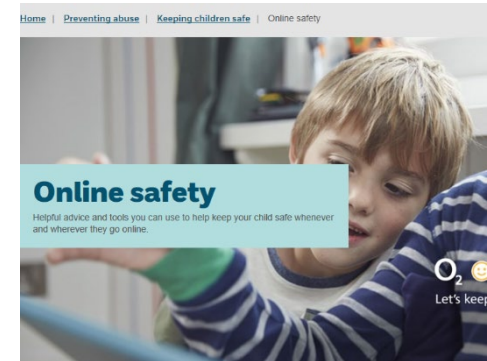 Home | Preventing abuse | Keeping children safe | Online safety
Online safety
Helpful advice and tools you can use to help keep your child safe whenever
and wherever they go online.
O2
Let's keep